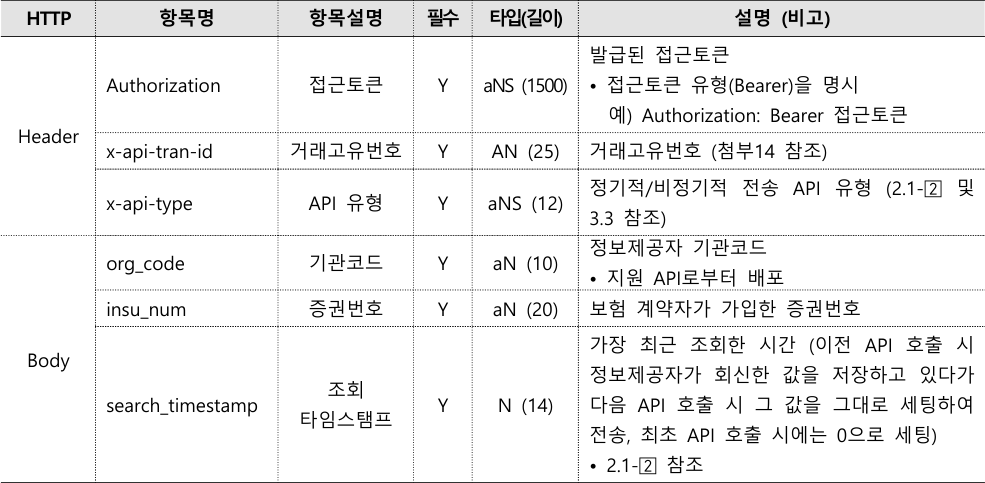 HTTP 항목명 항목설명 필수 타입(길이) 설명 (비고)
Header
Authorization 접근토큰 Y aNS (1500)
발급된 접근토큰
• 접근토큰 유형(Bearer)을 명시
예) Authorization: Bearer 접근토큰
x-api-tran-id 거래고유번호 Y AN (25) 거래고유번호 (첨부14 참조)
x-api-type API 유형 Y aNS (12)
정기적/비정기적 전송 API 유형 (2.1-2 및
3.3 참조)
Body
org_code 기관코드 Y aN (10)
정보제공자 기관코드
• 지원 API로부터 배포
insu_num 증권번호 Y aN (20) 보험 계약자가 가입한 증권번호
search_timestamp
조회
타임스탬프
Y N (14)
가장 최근 조회한 시간 (이전 API 호출 시
정보제공자가 회신한 값을 저장하고 있다가
다음 API 호출 시 그 값을 그대로 세팅하여
전송, 최초 API 호출 시에는 0으로 세팅)
• 2.1-2 참조